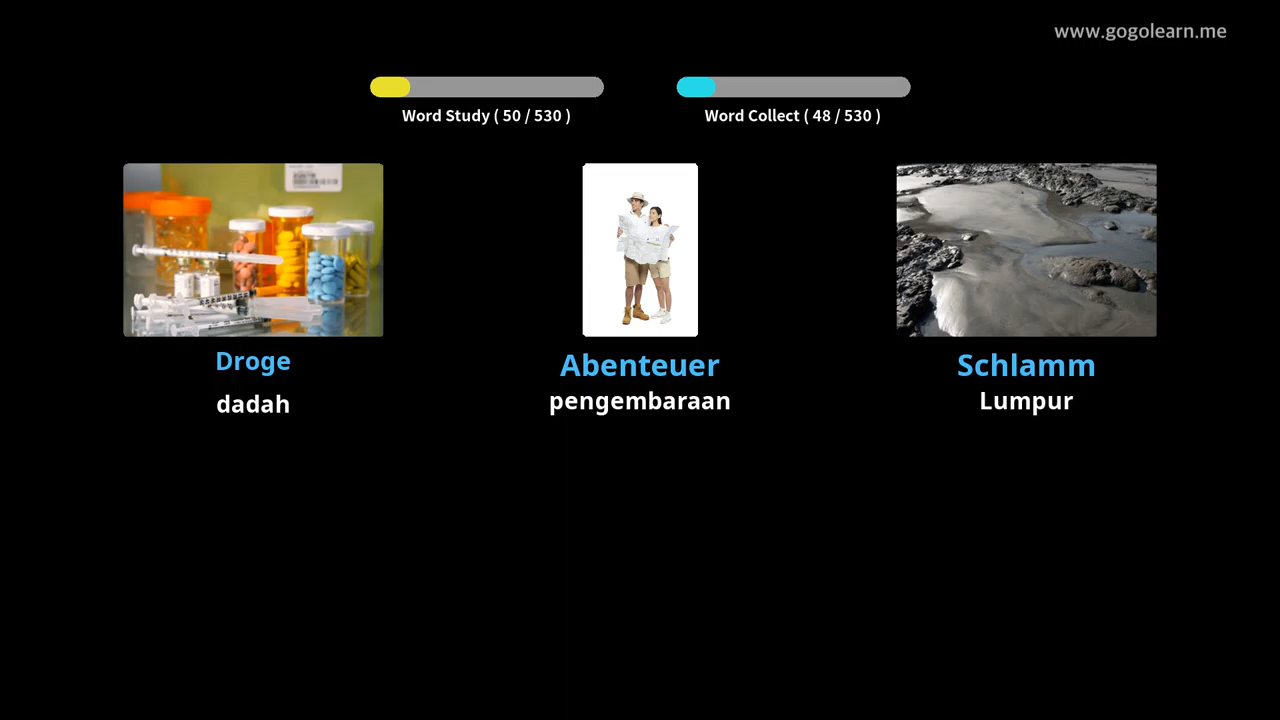 www.gogolearn.me
Word Study ( 50 / 530 )
Word Collect ( 48 / 530 )
Droge
dadah
Abenteuer
pengembaraan
Schlamm
Lumpur